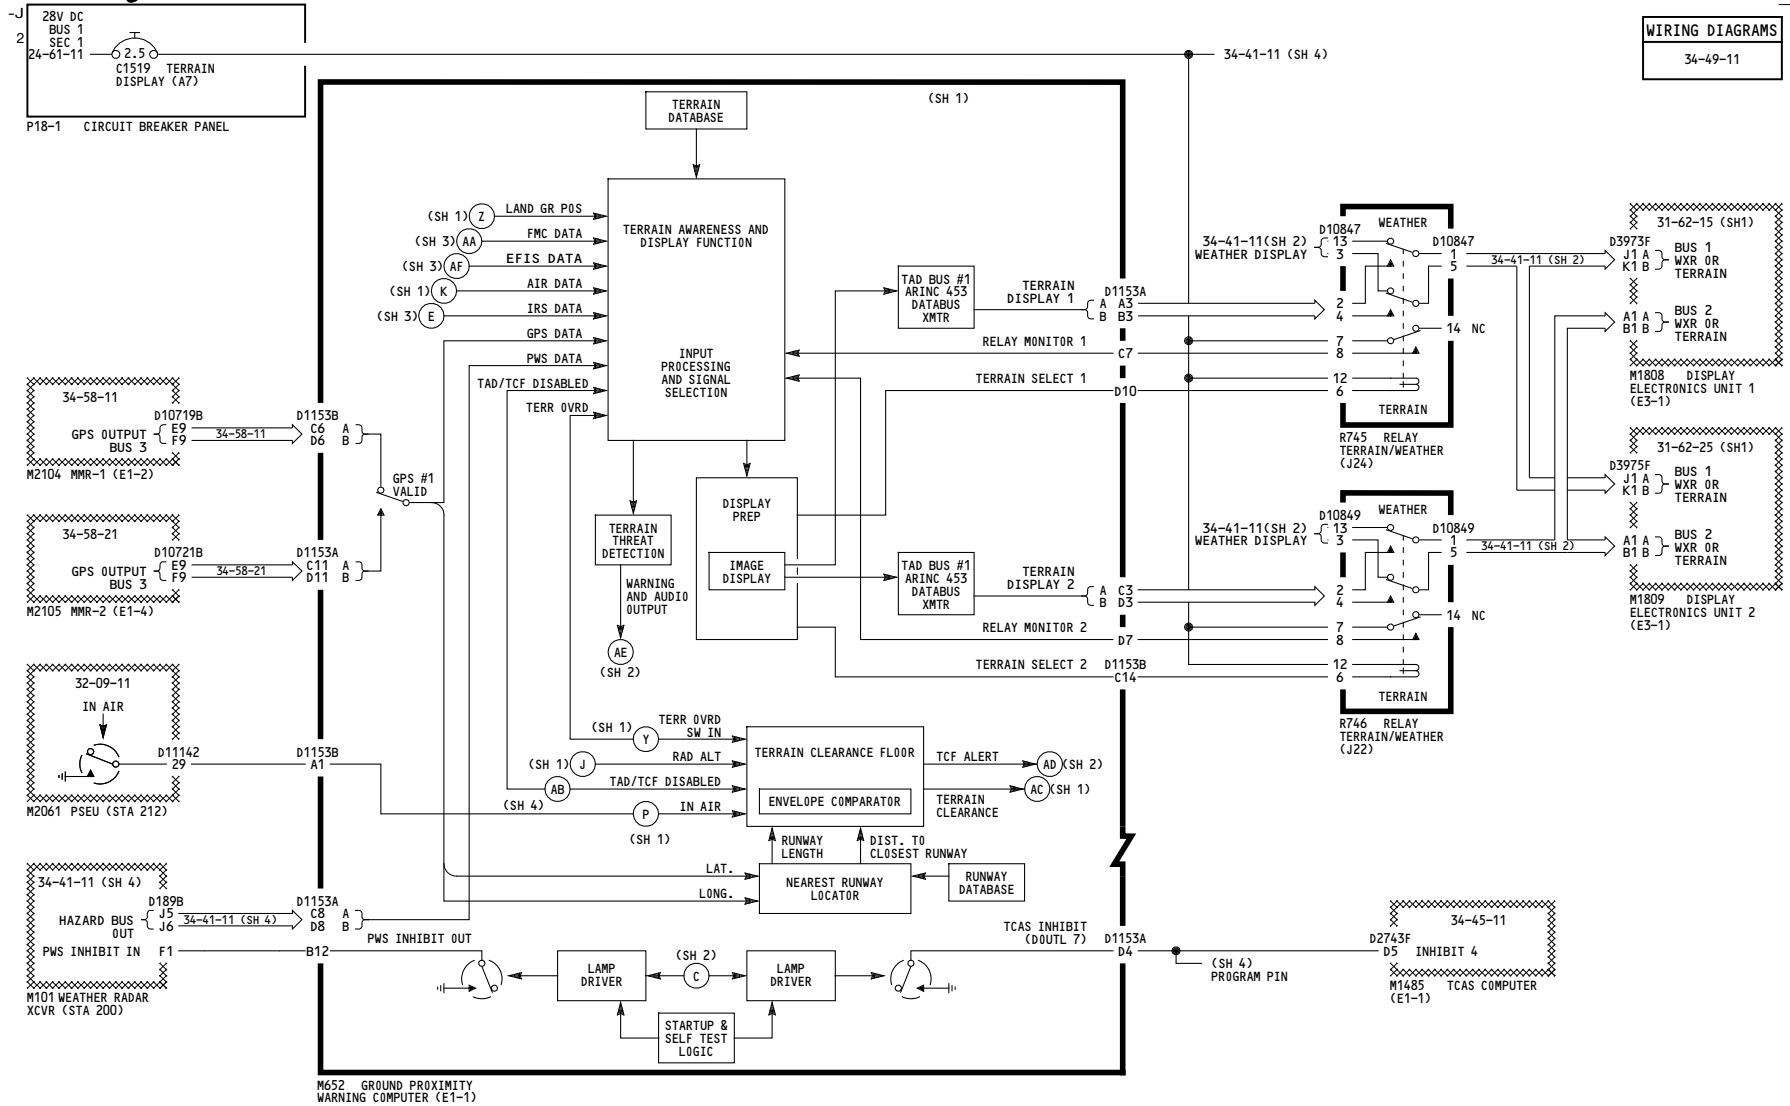 -J
2
28V DC
BUS 1
SEC 1
24-61-11
2.5
C1519 TERRAIN
DISPLAY (A7)
P18-1 CIRCUIT BREAKER PANEL
34-41-11 (SH 4)
WIRING DIAGRAMS
34-49-11
(SH 1)
TERRAIN
DATABASE
(SH 1) Z LAND GR POS
(SH 3) AA FMC DATA
(SH 3) AF EFIS DATA
(SH 1) K AIR DATA
(SH 3) E IRS DATA
GPS DATA
PWS DATA
TAD/TCF DISABLED
TERR OVRD
TERRAIN AWARENESS AND
DISPLAY FUNCTION
INPUT
PROCESSING
AND SIGNAL
SELECTION
TAD BUS #1
ARINC 453
DATABUS
XMTR
TERRAIN
DISPLAY 1
D1153A
A A3
B B3
RELAY MONITOR 1
C7
TERRAIN SELECT 1
D10
34-41-11(SH 2)
WEATHER DISPLAY
D10847
13
3
2
4
7
8
12
6
WEATHER
TERRAIN
D10847
1
5
14 NC
34-41-11 (SH 2)
R745 RELAY
TERRAIN/WEATHER
(J24)
31-62-15 (SH1)
D3973F
J1 A
K1 B
BUS 1
WXR OR
TERRAIN
A1 A
B1 B
BUS 2
WXR OR
TERRAIN
M1808 DISPLAY
ELECTRONICS UNIT 1
(E3-1)
34-58-11
D10719B
GPS OUTPUT
BUS 3
E9
F9
34-58-11
D1153B
C6 A
D6 B
M2104 MMR-1 (E1-2)
GPS #1
VALID
34-58-21
D10721B
GPS OUTPUT
BUS 3
E9
F9
34-58-21
D1153A
C11 A
D11 B
M2105 MMR-2 (E1-4)
DISPLAY
PREP
IMAGE
DISPLAY
TERRAIN
THREAT
DETECTION
WARNING
AND AUDIO
OUTPUT
AE
(SH 2)
TAD BUS #1
ARINC 453
DATABUS
XMTR
TERRAIN
DISPLAY 2
A C3
B D3
RELAY MONITOR 2
D7
TERRAIN SELECT 2
D1153B
C14
34-41-11(SH 2)
WEATHER DISPLAY
D10849
13
3
2
4
7
8
12
6
WEATHER
TERRAIN
D10849
1
5
14 NC
34-41-11 (SH 2)
R746 RELAY
TERRAIN/WEATHER
(J22)
31-62-25 (SH1)
D3975F
J1 A
K1 B
BUS 1
WXR OR
TERRAIN
A1 A
B1 B
BUS 2
WXR OR
TERRAIN
M1809 DISPLAY
ELECTRONICS UNIT 2
(E3-1)
32-09-11
IN AIR
D11142
29
D1153B
A1
M2061 PSEU (STA 212)
(SH 1) Y TERR OVRD
SW IN
(SH 1) J RAD ALT
AB TAD/TCF DISABLED
(SH 4)
P IN AIR
(SH 1)
TERRAIN CLEARANCE FLOOR
ENVELOPE COMPARATOR
TCF ALERT AD (SH 2)
AC (SH 1)
TERRAIN
CLEARANCE
RUNWAY
LENGTH
DIST. TO
CLOSEST RUNWAY
LAT.
LONG.
NEAREST RUNWAY
LOCATOR
RUNWAY
DATABASE
34-41-11 (SH 4)
D189B
HAZARD BUS
OUT
J5
J6
34-41-11 (SH 4)
D1153A
C8 A
D8 B
PWS INHIBIT IN F1
B12
PWS INHIBIT OUT
M101 WEATHER RADAR
XCVR (STA 200)
LAMP
DRIVER
(SH 2)
C
LAMP
DRIVER
STARTUP &
SELF TEST
LOGIC
TCAS INHIBIT
(DOUTL 7)
D1153A
D4
(SH 4)
PROGRAM PIN
34-45-11
D2743F
D5 INHIBIT 4
M1485 TCAS COMPUTER
(E1-1)
M652 GROUND PROXIMITY
WARNING COMPUTER (E1-1)